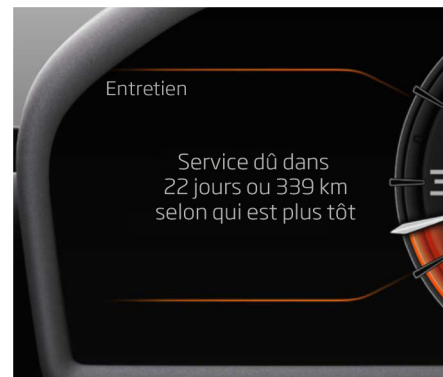 Entretien
Service dû dans
22 jours ou 339 km
selon qui est plus tôt